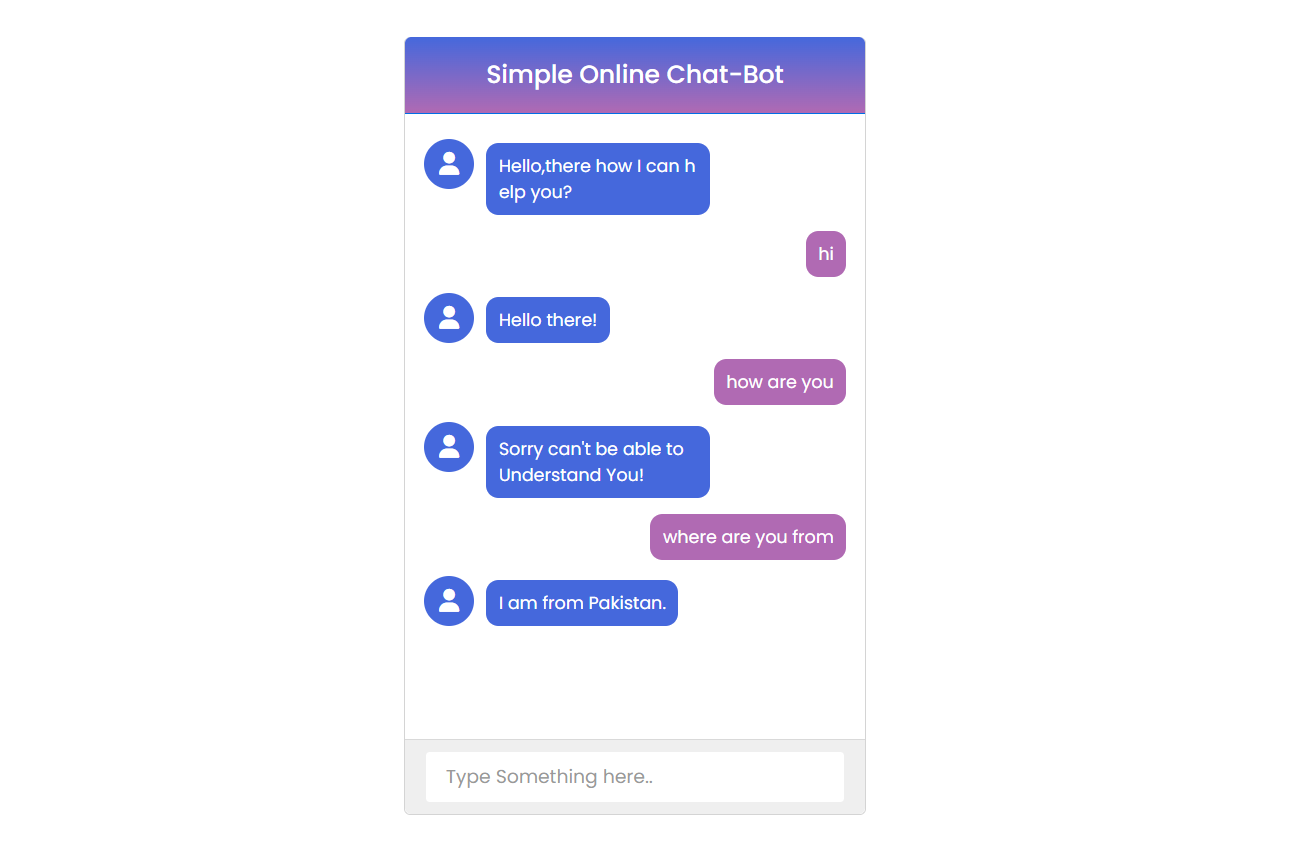 Simple Online Chat-Bot
Hello,there how I can h
elp you?
hi
Hello there!
how are you
Sorry can't be able to
Understand You!
where are you from
I am from Pakistan.
Type Something here..